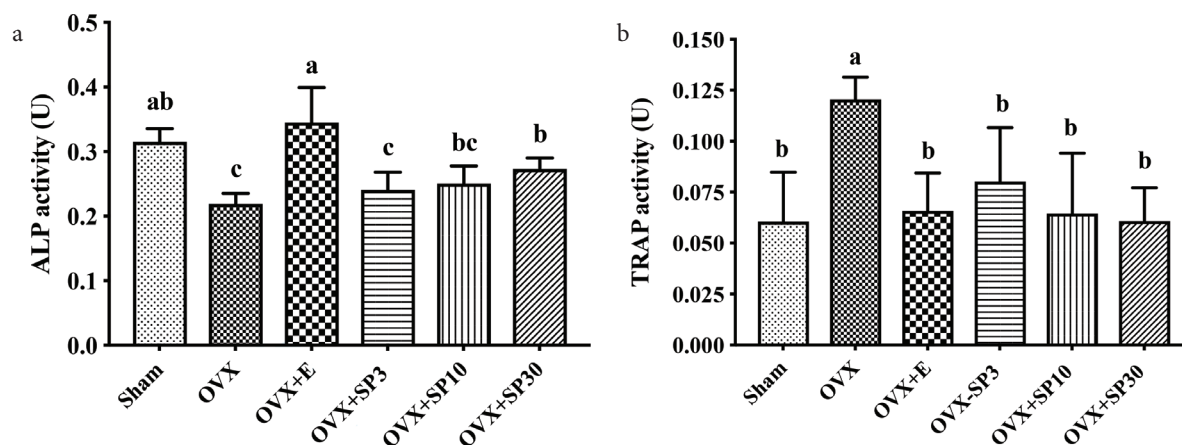 a
ALP activity (U)
0.5
0.4
0.3
0.2
0.1
0.0
ab
c
a
c
bc
b
Sham
OVX
OVX+E
OVX+SP3
OVX+SP10
OVX+SP30
b
TRAP activity (U)
0.150
0.125
0.100
0.075
0.050
0.025
0.000
b
a
b
b
b
b
Sham
OVX
OVX+E
OVX-SP3
OVX+SP10
OVX+SP30